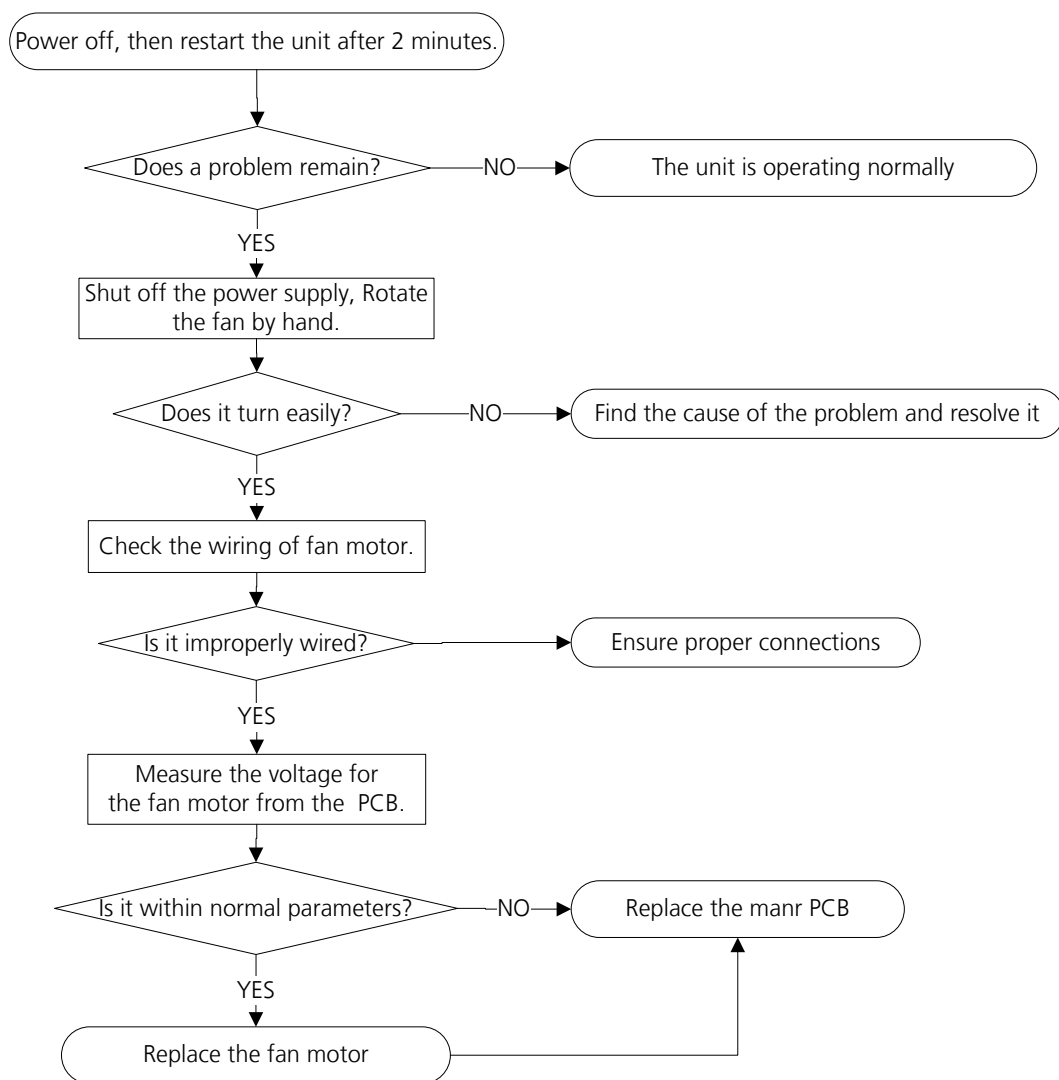 Power off, then restart the unit after 2 minutes.
Does a problem remain?
NO
The unit is operating normally
YES
Shut off the power supply, Rotate
the fan by hand.
Does it turn easily?
NO
Find the cause of the problem and resolve it
YES
Check the wiring of fan motor.
Is it improperly wired?
Ensure proper connections
YES
Measure the voltage for
the fan motor from the PCB.
Is it within normal parameters?
NO
Replace the manr PCB
YES
Replace the fan motor